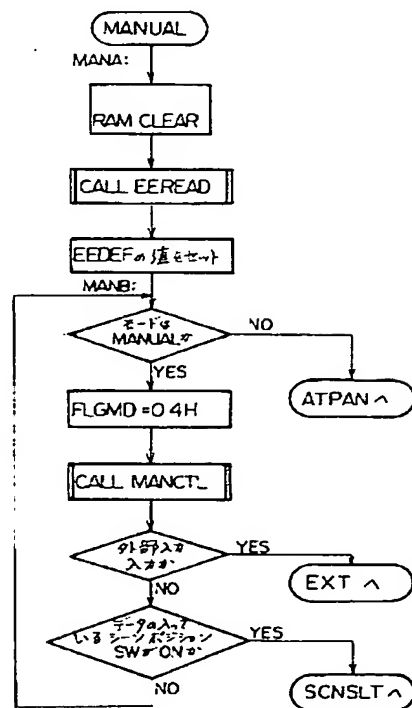 MANUAL
MANA:
RAM CLEAR
CALL EEREAD
EEDEFの値をセット
MANB:
モードは
MANUALか
NO
YES
ATPANへ
FLGMD=04H
CALL MANCTL
外部入力
入力か
YES
NO
EXTへ
データの入って
いるシーンポジション
SWがONか
YES
NO
SCNSLTへ